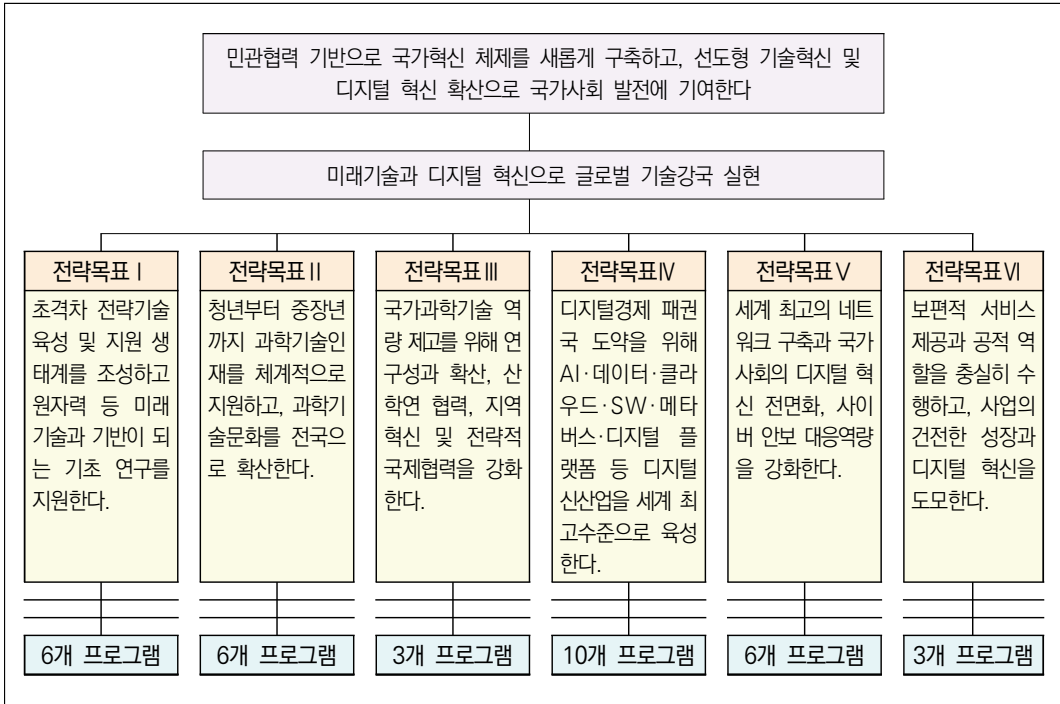 민관협력 기반으로 국가혁신 체제를 새롭게 구축하고, 선도형 기술혁신 및
디지털 혁신 확산으로 국가사회 발전에 기여한다
미래기술과 디지털 혁신으로 글로벌 기술강국 실현
전략목표Ⅰ
초격차 전략기술
육성 및 지원 생
태계를 조성하고
원자력 등 미래
기술과 기반이 되
는 기초 연구를
지원한다.
6개 프로그램
전략목표Ⅱ
청년부터 중장년
까지 과학기술인
재를 체계적으로
지원하고, 과학기
술문화를 전국으
로 확산한다.
6개 프로그램
전략목표Ⅲ
국가과학기술 역
량 제고를 위해 연
구성과 확산, 산
학연 협력, 지역
혁신 및 전략적
국제협력을 강화
한다.
3개 프로그램
전략목표Ⅳ
디지털경제 패권
국 도약을 위해
AI·데이터·클라
우드·SW·메타
버스·디지털 플
랫폼 등 디지털
신산업을 세계 최
고수준으로 육성
한다.
10개 프로그램
전략목표Ⅴ
세계 최고의 네트
워크 구축과 국가
사회의 디지털 혁
신 전면화, 사이
버 안보 대응역량
을 강화한다.
6개 프로그램
전략목표Ⅵ
보편적 서비스
제공과 공적 역
할을 충실히 수
행하고, 사업의
건전한 성장과
디지털 혁신을
도모한다.
3개 프로그램